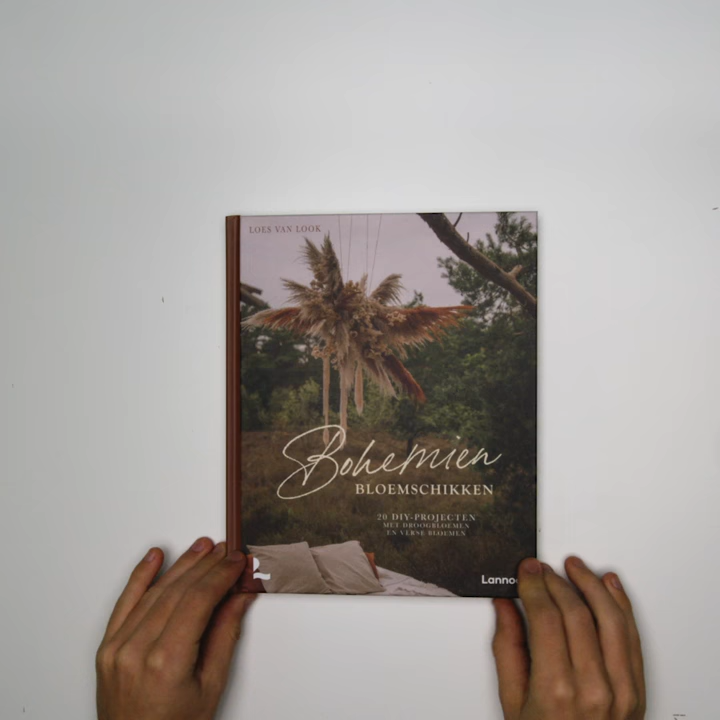 LOES VAN LOOK
Bohemien
BLOEMSCHIKKEN
20 DIY-PROJECTEN
MET DROOGBLOEMEN
EN VERSE BLOEMEN